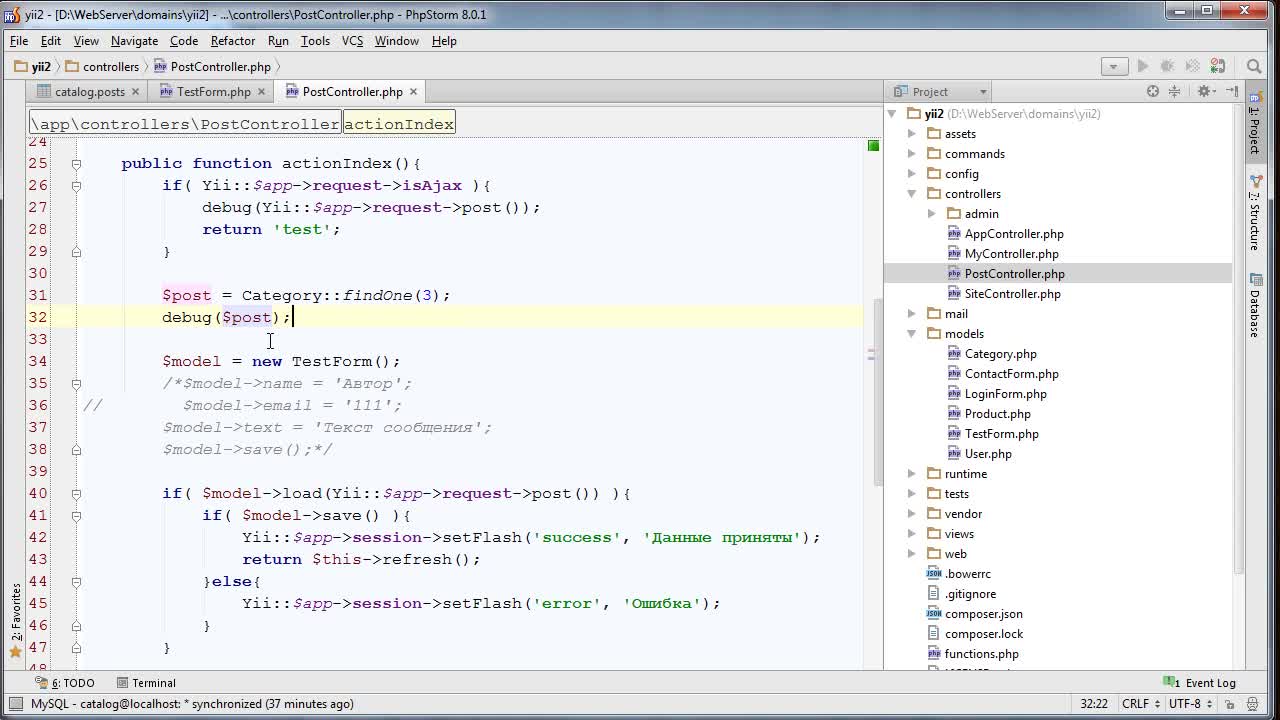 yii2 - [D:\WebServer\domains\yii2] - ...\controllers\PostController.php - PhpStorm 8.0.1
File Edit View Navigate Code Refactor Run Tools VCS Window Help
yii2 controllers PostController.php
catalog.posts TestForm.php PostController.php
\app\controllers\PostController actionIndex
24
25 public function actionIndex(){
26 if( Yii::$app->request->isAjax ){
27 debug(Yii::$app->request->post());
28 return 'test';
29 }
30
31 $post = Category::findOne(3);
32 debug($post);
33
34 $model = new TestForm();
35 /*$model->name = 'Автор';
36 // $model->email = '111';
37 $model->text = 'Текст сообщения';
38 $model->save();*/
39
40 if( $model->load(Yii::$app->request->post()) ){
41 if( $model->save() ){
42 Yii::$app->session->setFlash('success', 'Данные приняты');
43 return $this->refresh();
44 }else{
45 Yii::$app->session->setFlash('error', 'Ошибка');
46 }
47 }
48
Project
yii2 (D:\WebServer\domains\yii2)
assets
commands
config
controllers
admin
AppController.php
MyController.php
PostController.php
SiteController.php
mail
models
Category.php
ContactForm.php
LoginForm.php
Product.php
TestForm.php
User.php
runtime
tests
vendor
views
web
.bowerrc
.gitignore
composer.json
composer.lock
functions.php
1: Project
7: Structure
Database
2: Favorites
6: TODO Terminal 1 Event Log
MySQL - catalog@localhost: * synchronized (37 minutes ago) 32:22 CRLF UTF-8